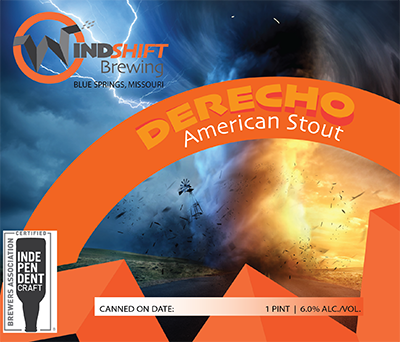 WINDSHIFT
Brewing
BLUE SPRINGS, MISSOURI
DERECHO
American Stout
CERTIFIED
BREWERS ASSOCIATION
INDE
PEN
DENT
CRAFT
CANNED ON DATE:
1 PINT | 6.0% ALC./VOL.